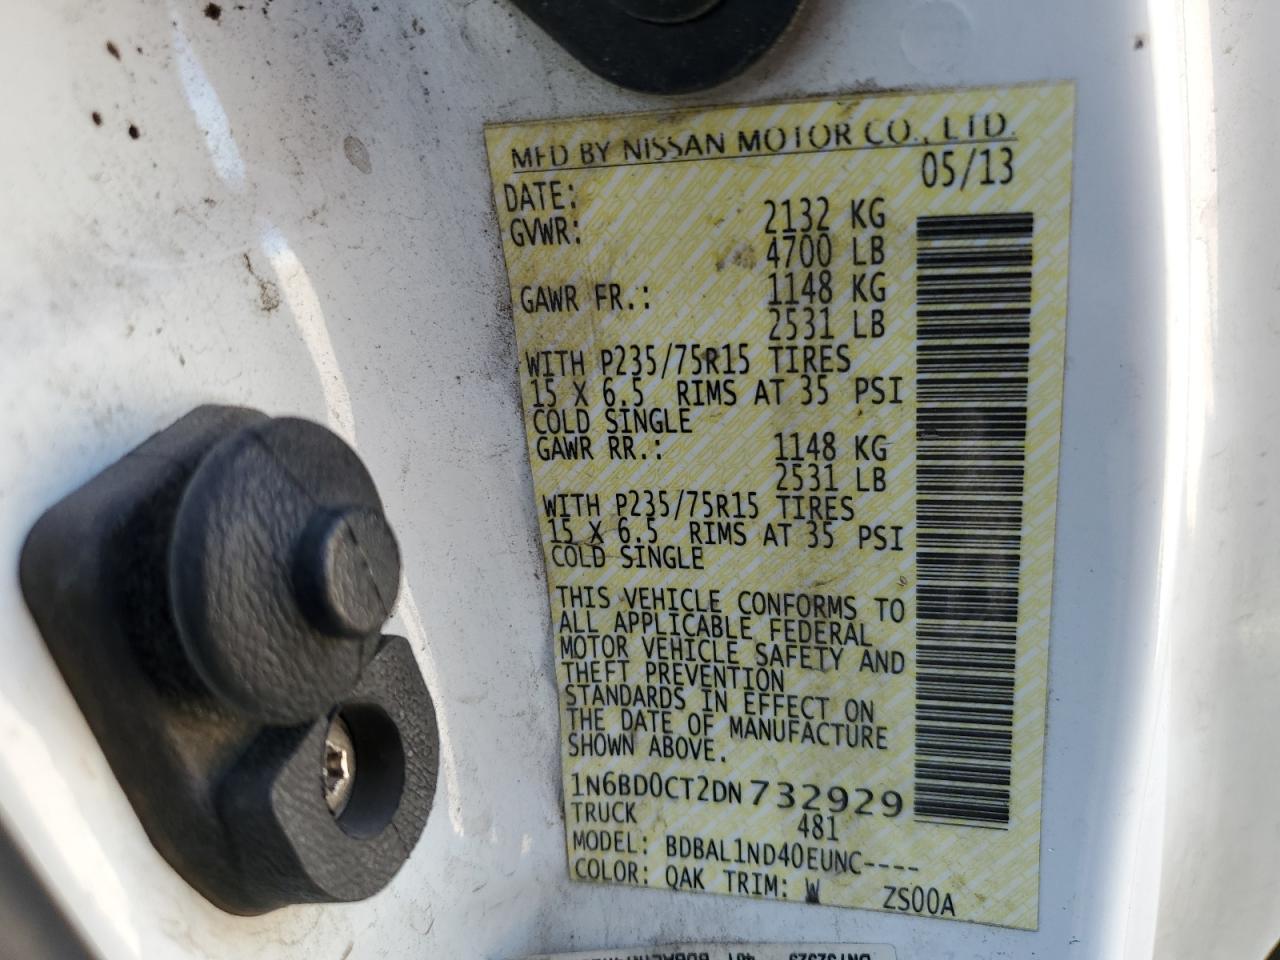 MFD BY NISSAN MOTOR CO., LTD.
DATE: 05/13
GVWR: 2132 KG
4700 LB
GAWR FR.: 1148 KG
2531 LB
WITH P235/75R15 TIRES
15 X 6.5 RIMS AT 35 PSI
COLD SINGLE
GAWR RR.: 1148 KG
2531 LB
WITH P235/75R15 TIRES
15 X 6.5 RIMS AT 35 PSI
COLD SINGLE
THIS VEHICLE CONFORMS TO
ALL APPLICABLE FEDERAL
MOTOR VEHICLE SAFETY AND
THEFT PREVENTION
STANDARDS IN EFFECT ON
THE DATE OF MANUFACTURE
SHOWN ABOVE.
1N6BD0CT2DN732929
TRUCK 481
MODEL: BDBAL1ND40EUNC----
COLOR: QAK TRIM: W ZS00A